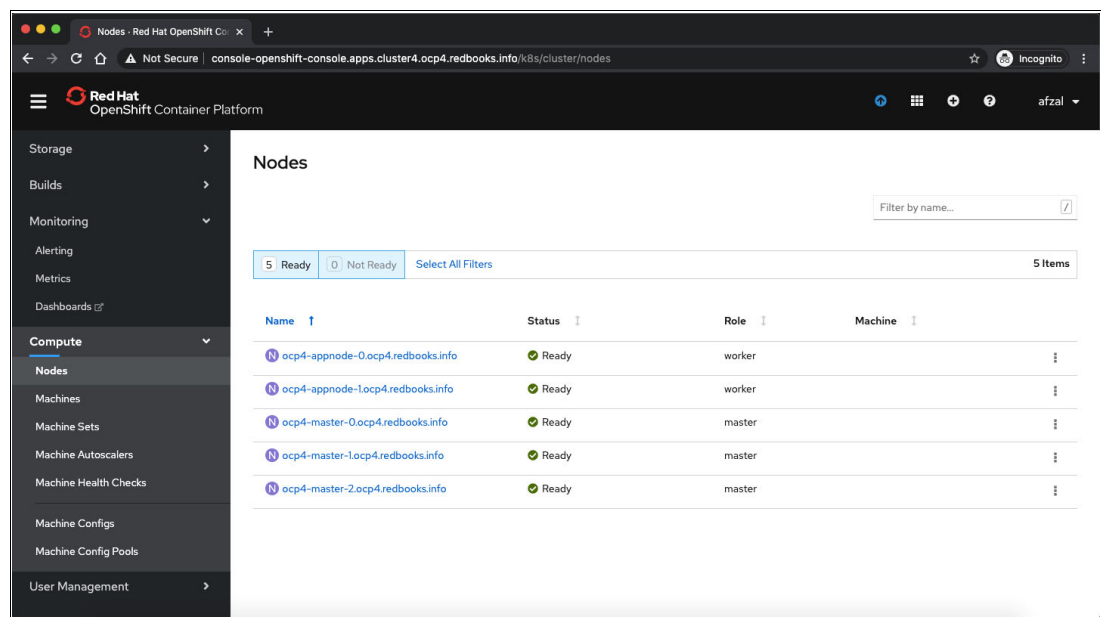 Nodes · Red Hat OpenShift Co
Not Secure | console-openshift-console.apps.cluster4.ocp4.redbooks.info/k8s/cluster/nodes
Incognito
Red Hat
OpenShift Container Platform
afzal
Storage
Builds
Monitoring
Alerting
Metrics
Dashboards
Compute
Nodes
Machines
Machine Sets
Machine Autoscalers
Machine Health Checks
Machine Configs
Machine Config Pools
User Management
Nodes
Filter by name... /
5 Ready 0 Not Ready Select All Filters 5 Items
Name Status Role Machine
N ocp4-appnode-0.ocp4.redbooks.info Ready worker
N ocp4-appnode-1.ocp4.redbooks.info Ready worker
N ocp4-master-0.ocp4.redbooks.info Ready master
N ocp4-master-1.ocp4.redbooks.info Ready master
N ocp4-master-2.ocp4.redbooks.info Ready master